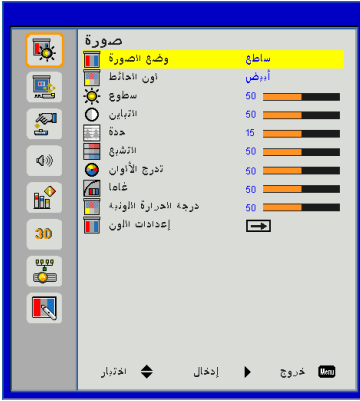 صورة
وضع الصورة ساطع
لون الحائط أبيض
سطوع 50
التباين 50
حدة 15
التشبع 50
تدرج الألوان 50
غاما 50
درجة الحرارة اللونية 50
إعدادات اللون
3D
اختيار إدخال خروج Menu